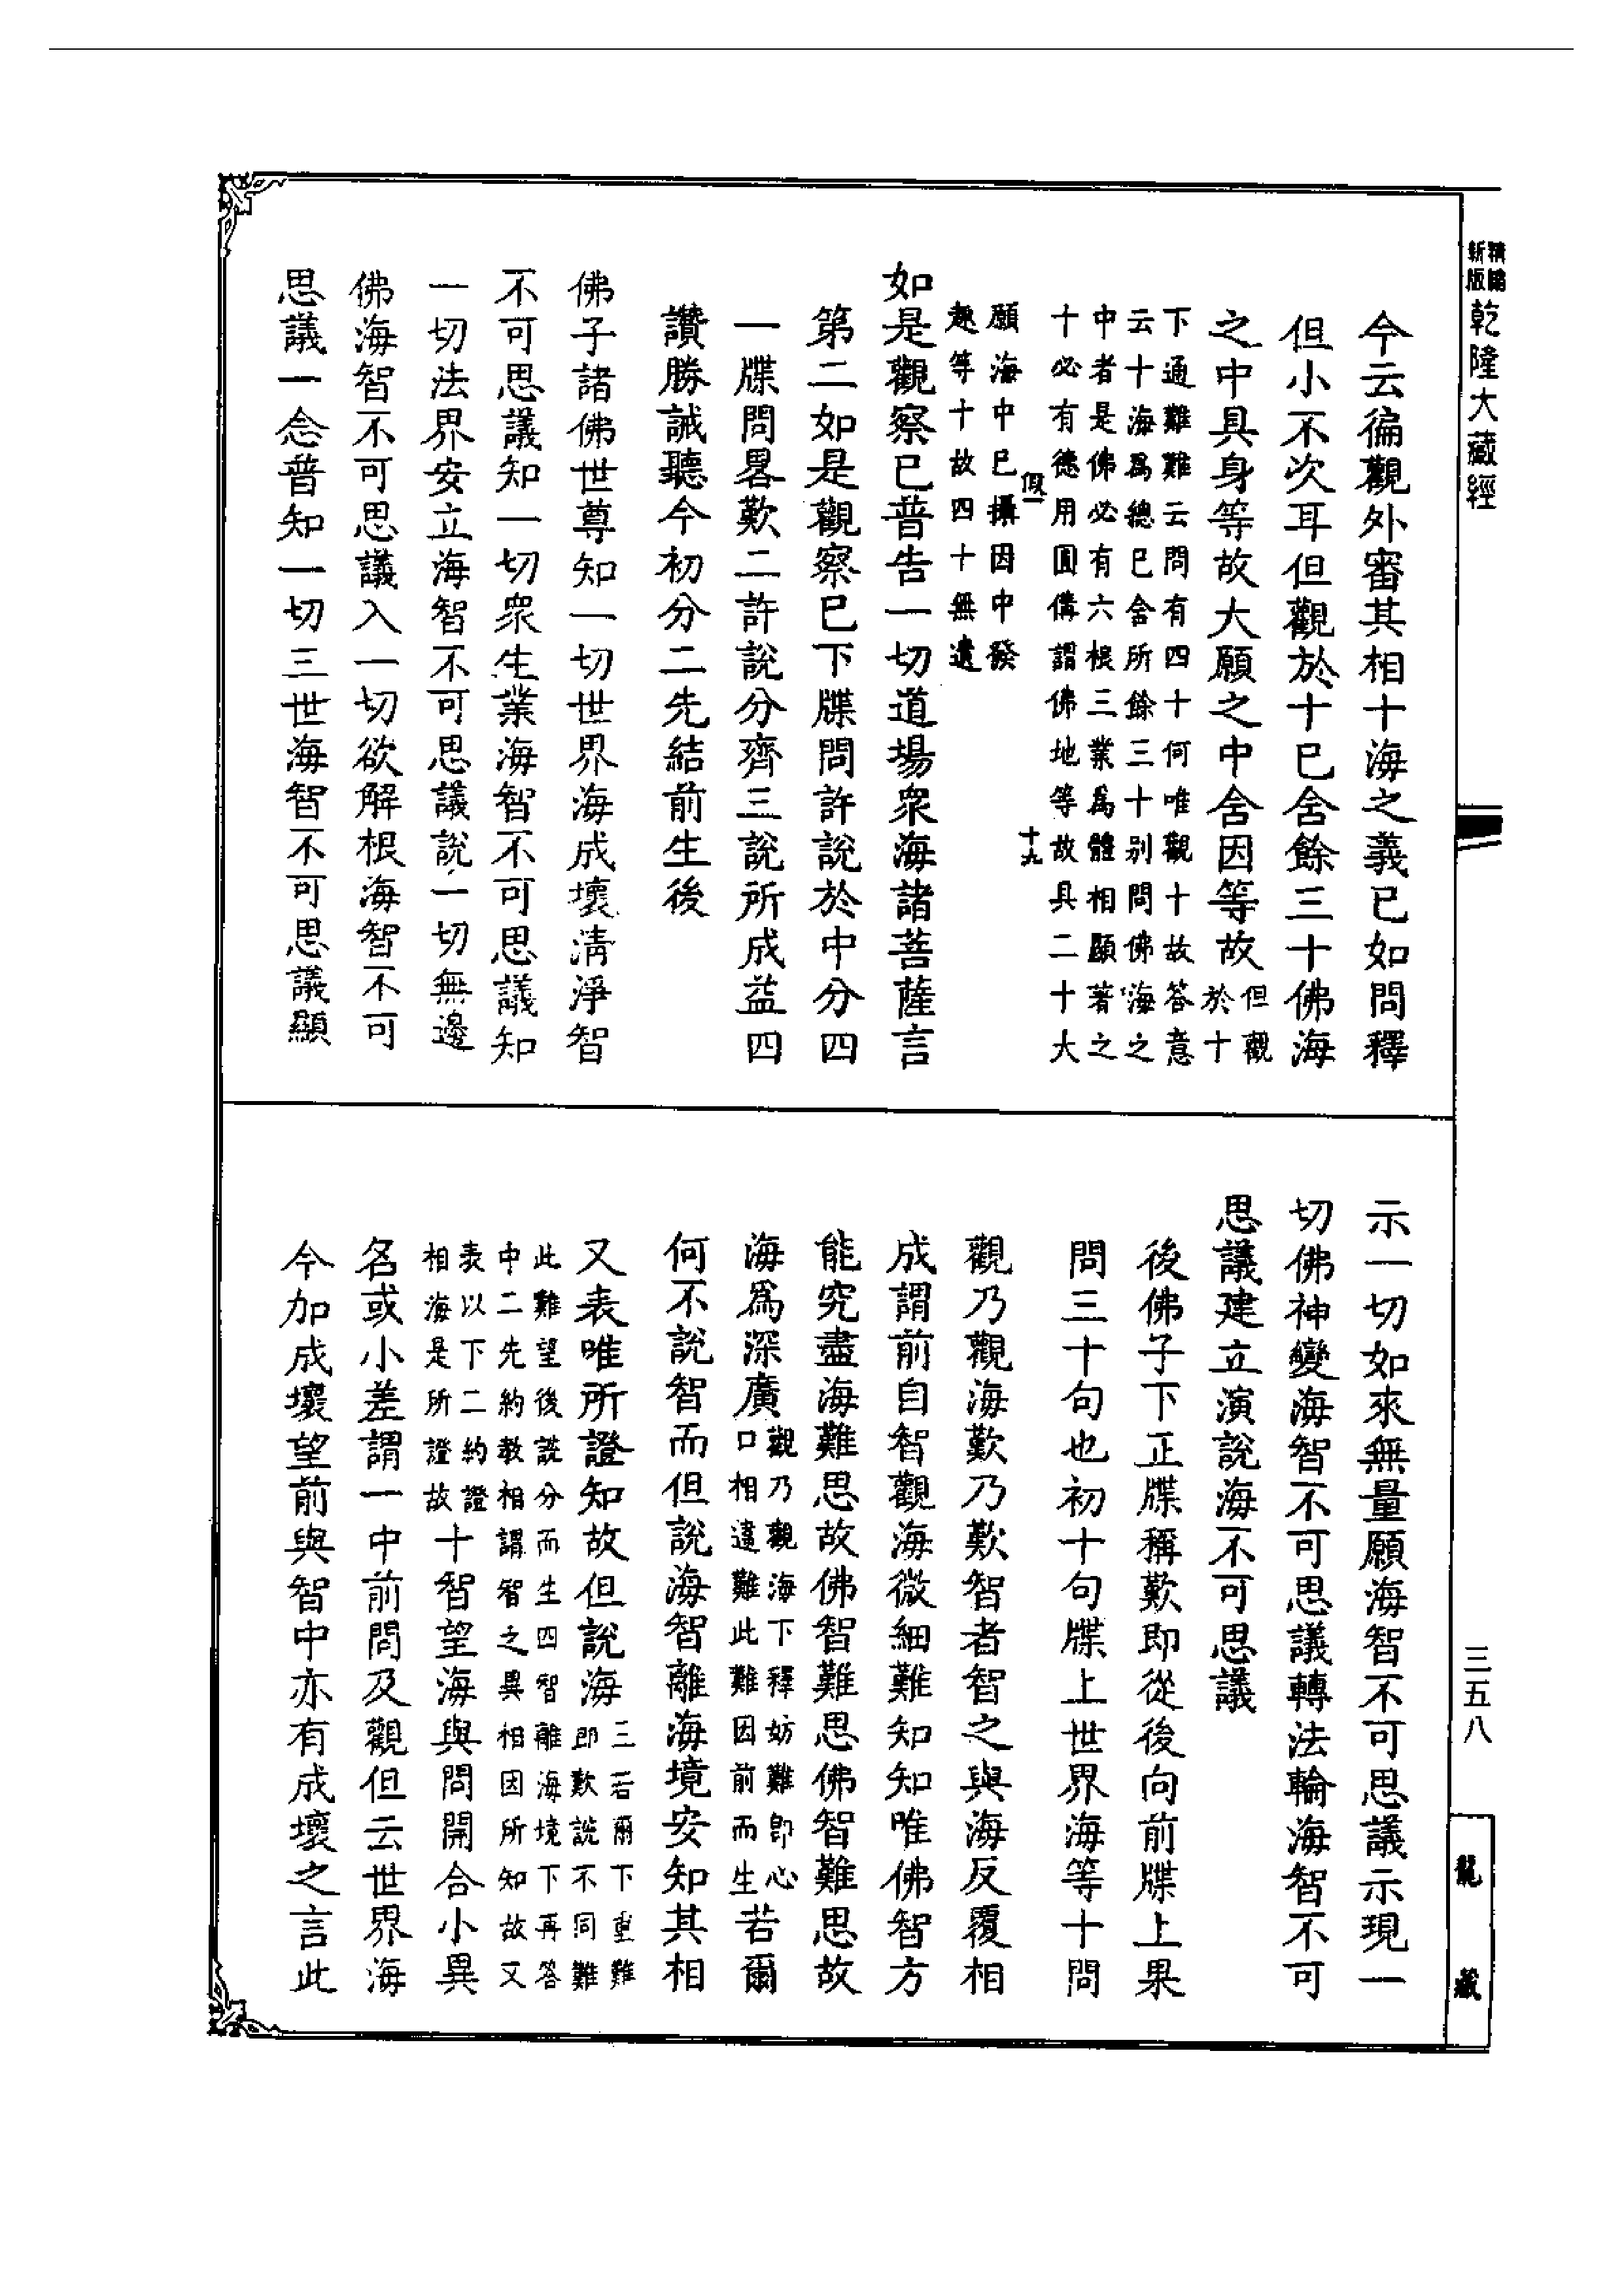 精編
新版
乾隆大藏經
今云徧觀外審其相十海之義已如問釋
但小不次耳但觀於十已含餘三十佛海
之中具身等故大願之中含因等故但觀
於十
下通難難云問有四十何唯觀十故答意
云十海爲總已含所餘三十別問佛海之
中者是佛必有六根三業爲體相顯著之
十必有德用圓備謂佛地等故具二十大
假一
十九
願海中已攝因中發
趣等十故四十無遺
如是觀察已普告一切道場衆海諸菩薩言
第二如是觀察已下牒問許說於中分四
一牒問畧歎二許說分齊三說所成益四
讚勝誡聽今初分二先結前生後
佛子諸佛世尊知一切世界海成壞清淨智
不可思議知一切衆生業海智不可思議知
一切法界安立海智不可思議說一切無邊
佛海智不可思議入一切欲解根海智不可
思議一念普知一切三世海智不可思議顯
示一切如來無量願海智不可思議示現一
切佛神變海智不可思議轉法輪海智不可
思議建立演說海不可思議
後佛子下正牒稱歎即從後向前牒上果
問三十句也初十句牒上世界海等十問
觀乃觀海歎乃歎智者智之與海反覆相
成謂前自智觀海微細難知知唯佛智方
能究盡海難思故佛智難思佛智難思故
海爲深廣觀乃觀海下釋妨難即心
口相違難此難因前而生若爾
何不說智而但說海智離海境安知其相
又表唯所證知故但說海三若爾下重難
即歎說不同難
此難望後說分而生四智離海境下再答
中二先約教相謂智之與相因所知故又
表以下二約證
相海是所證故十智望海與問開合小異
名或小差謂一中前問及觀但云世界海
今加成壞望前與智中亦有成壞之言此
三五八
龍藏